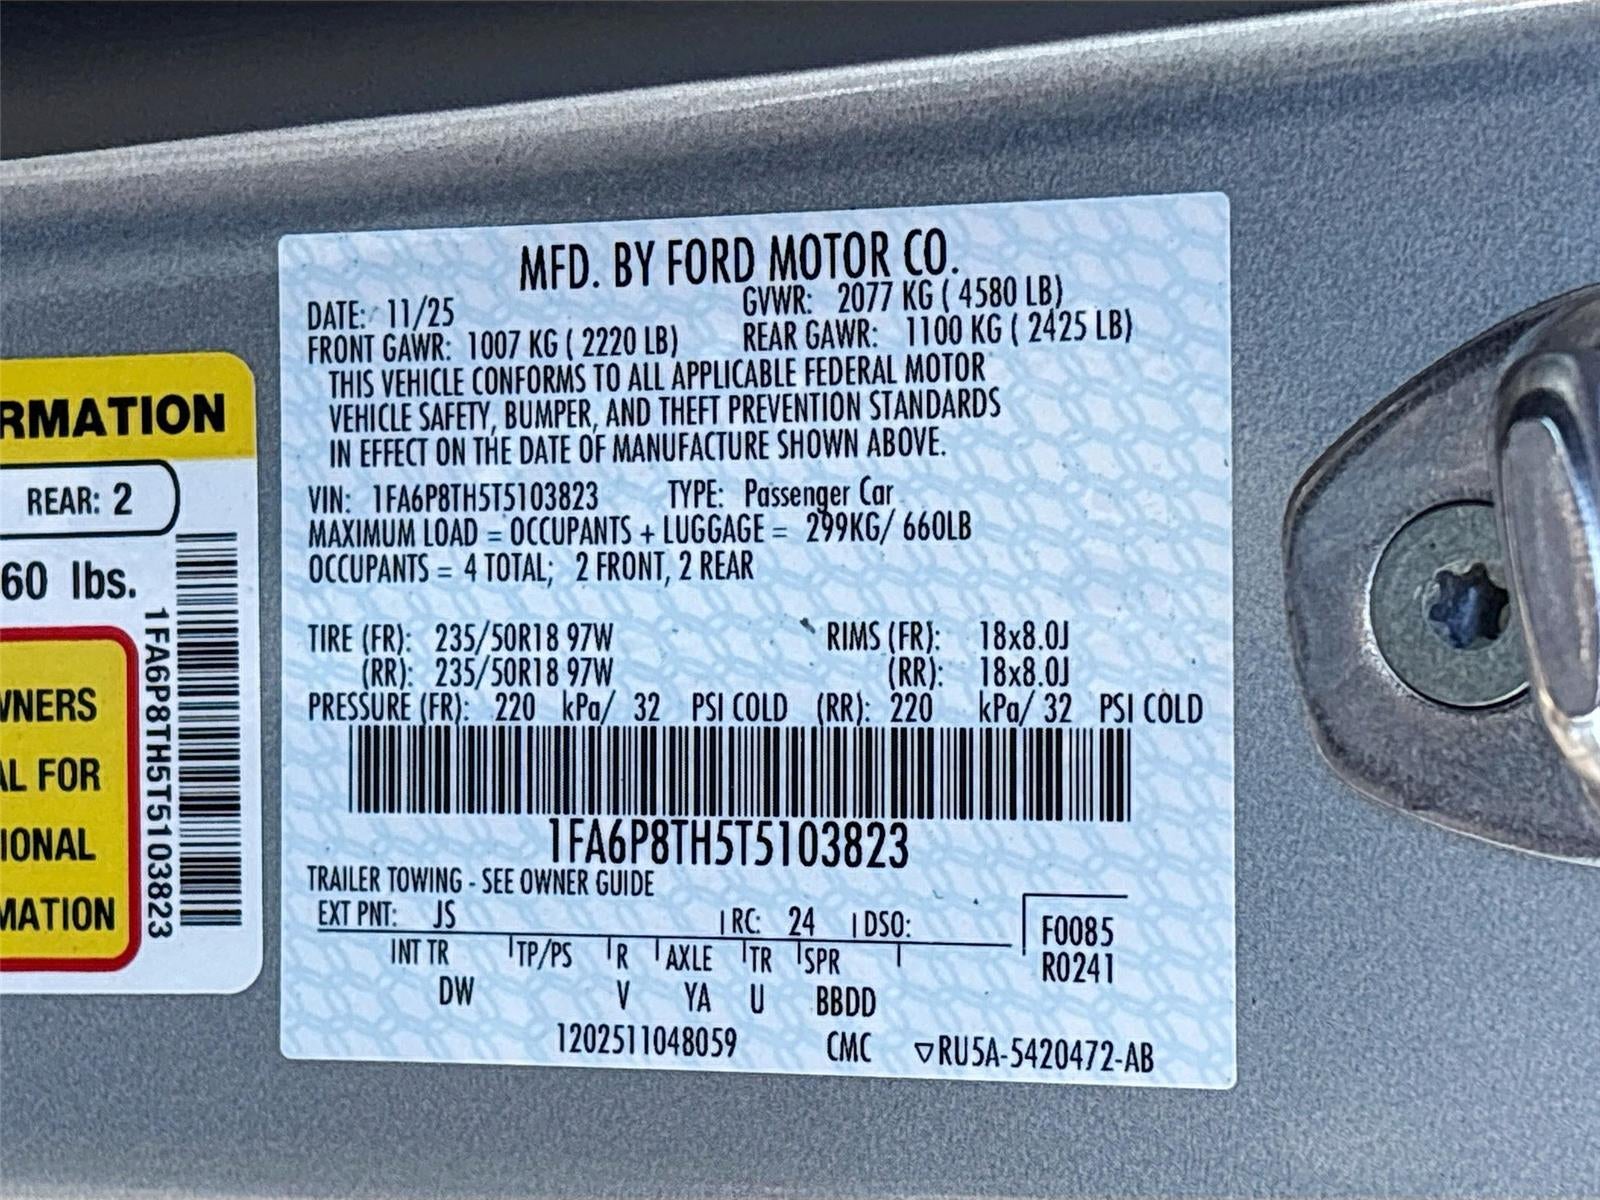 RMATION
REAR: 2
60 lbs.
WNERS
AL FOR
IONAL
MATION
1FA6P8TH5T5103823
MFD. BY FORD MOTOR CO.
DATE: 11/25 GVWR: 2077 KG ( 4580 LB)
FRONT GAWR: 1007 KG ( 2220 LB) REAR GAWR: 1100 KG ( 2425 LB)
THIS VEHICLE CONFORMS TO ALL APPLICABLE FEDERAL MOTOR
VEHICLE SAFETY, BUMPER, AND THEFT PREVENTION STANDARDS
IN EFFECT ON THE DATE OF MANUFACTURE SHOWN ABOVE.
VIN: 1FA6P8TH5T5103823 TYPE: Passenger Car
MAXIMUM LOAD = OCCUPANTS + LUGGAGE = 299KG/ 660LB
OCCUPANTS = 4 TOTAL; 2 FRONT, 2 REAR
TIRE (FR): 235/50R18 97W RIMS (FR): 18x8.0J
(RR): 235/50R18 97W (RR): 18x8.0J
PRESSURE (FR): 220 kPa/ 32 PSI COLD (RR): 220 kPa/ 32 PSI COLD
1FA6P8TH5T5103823
TRAILER TOWING - SEE OWNER GUIDE
EXT PNT: JS RC: 24 DSO: F0085
INT TR TP/PS R AXLE TR SPR R0241
DW V YA U BBDD
1202511048059 CMC ▽RU5A-5420472-AB